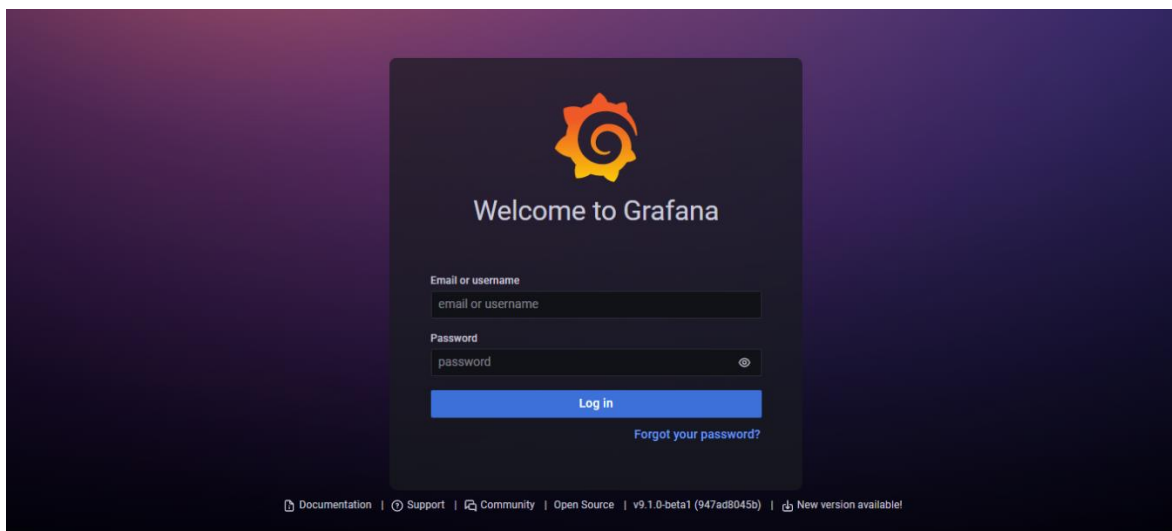 Welcome to Grafana
Email or username
email or username
Password
password
Log in
Forgot your password?
Documentation | Support | Community | Open Source | v9.1.0-beta1 (947ad8045b) | New version available!